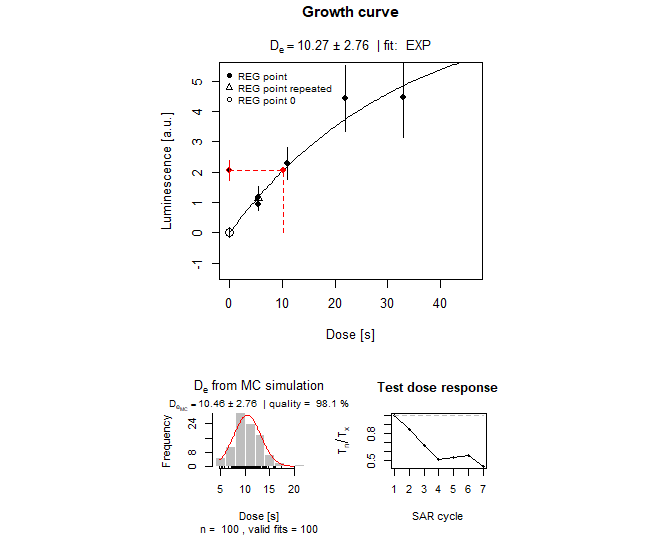 Growth curve
De = 10.27 ± 2.76 | fit: EXP
REG point
REG point repeated
REG point 0
Luminescence [a.u.]
5
4
3
2
1
0
-1
0 10 20 30 40
Dose [s]
De from MC simulation
DeMC = 10.46 ± 2.76 | quality = 98.1 %
Frequency
24
8
0
5 10 15 20
Dose [s]
n = 100 , valid fits = 100
Test dose response
Tn/Tx
0.8
0.5
1 2 3 4 5 6 7
SAR cycle